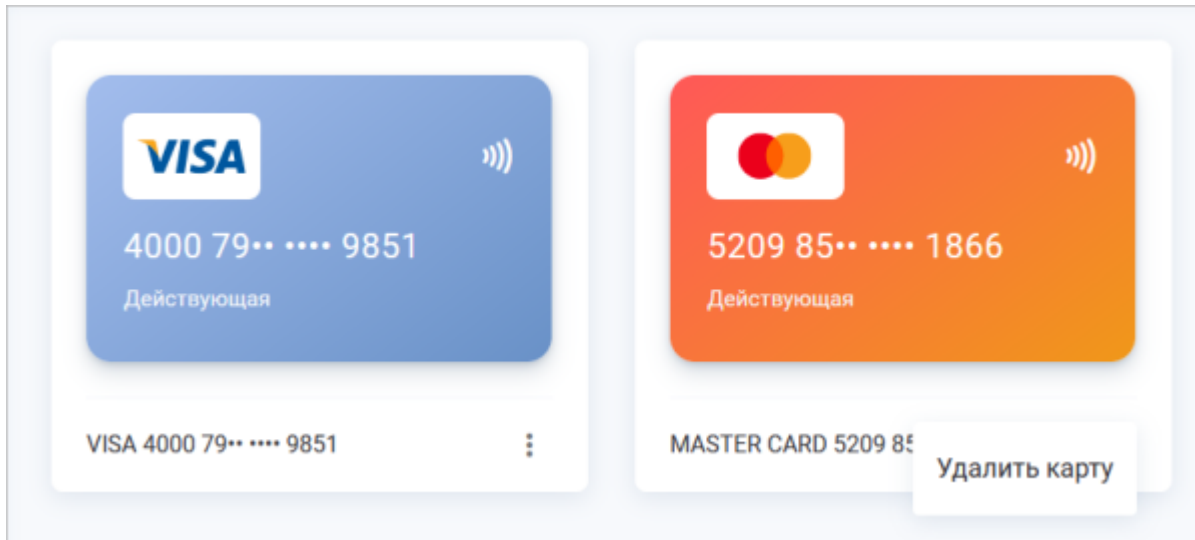 VISA
4000 79•• •••• 9851
Действующая
VISA 4000 79•• •••• 9851
5209 85•• •••• 1866
Действующая
MASTER CARD 5209 85
Удалить карту